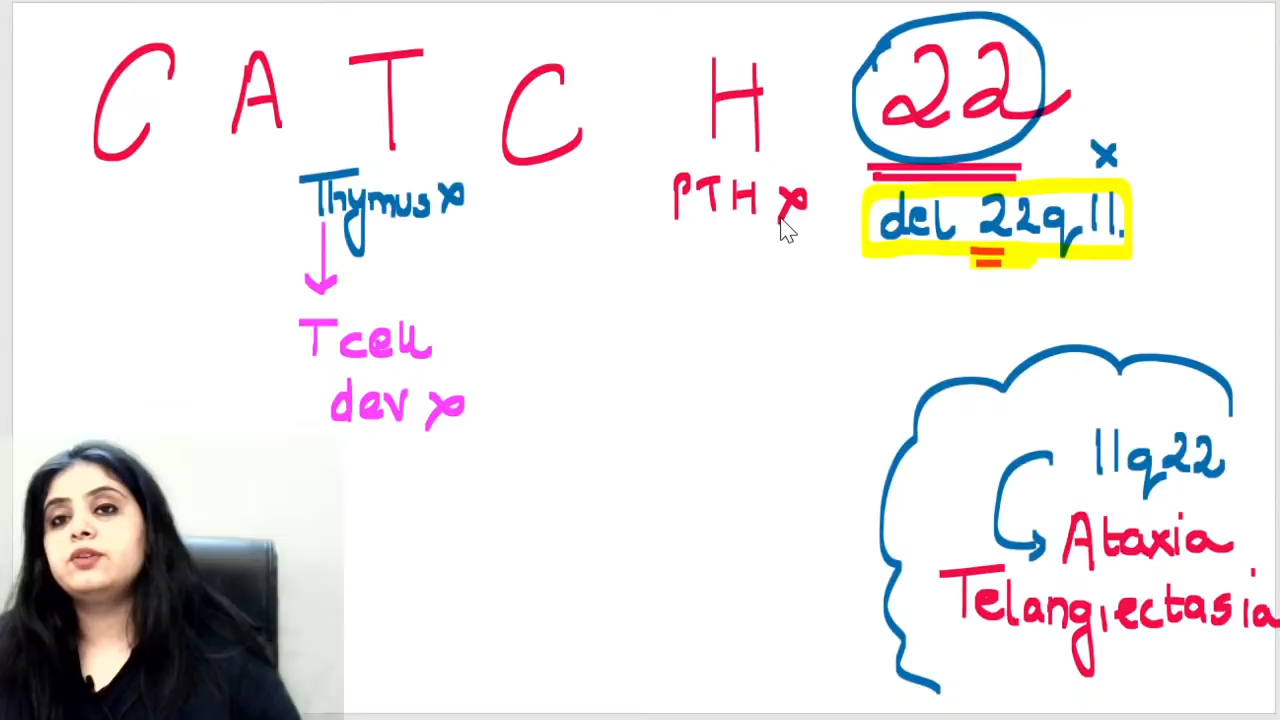 C A T C H 22
Thymus x
PTH x
x
del 22q11.
T cell
dev x
11q22
Ataxia
Telangiectasia